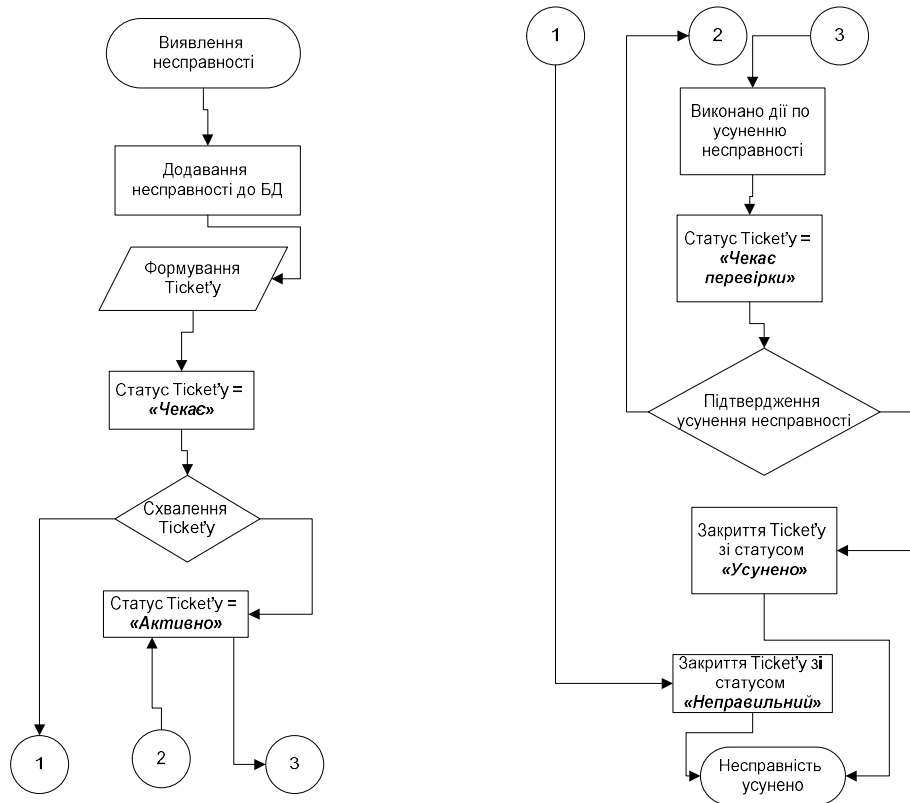 Виявлення
несправності
Додавання
несправності до БД
Формування
Ticket'у
Статус Ticket'у =
«Чекає»
Схвалення
Ticket'у
Статус Ticket'у =
«Активно»
1
2
3
1
2
3
Виконано дії по
усуненню
несправності
Статус Ticket'у =
«Чекає
перевірки»
Підтвердження
усунення несправності
Закриття Ticket'у
зі статусом
«Усунено»
Закриття Ticket'у зі
статусом
«Неправильний»
Несправність
усунено